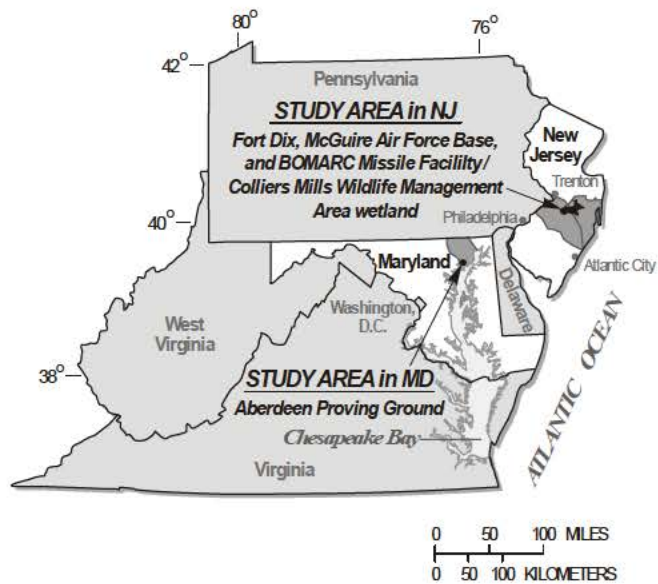 80°
76°
42°
Pennsylvania
STUDY AREA in NJ
Fort Dix, McGuire Air Force Base,
and BOMARC Missile Facililty/
Colliers Mills Wildlife Management
Area wetland
New
Jersey
Trenton
40°
Philadelphia
Maryland
Atlantic City
Delaware
Washington,
D.C.
West
Virginia
38°
STUDY AREA in MD
Aberdeen Proving Ground
Chesapeake Bay
Virginia
ATLANTIC OCEAN
0 50 100 MILES
0 50 100 KILOMETERS